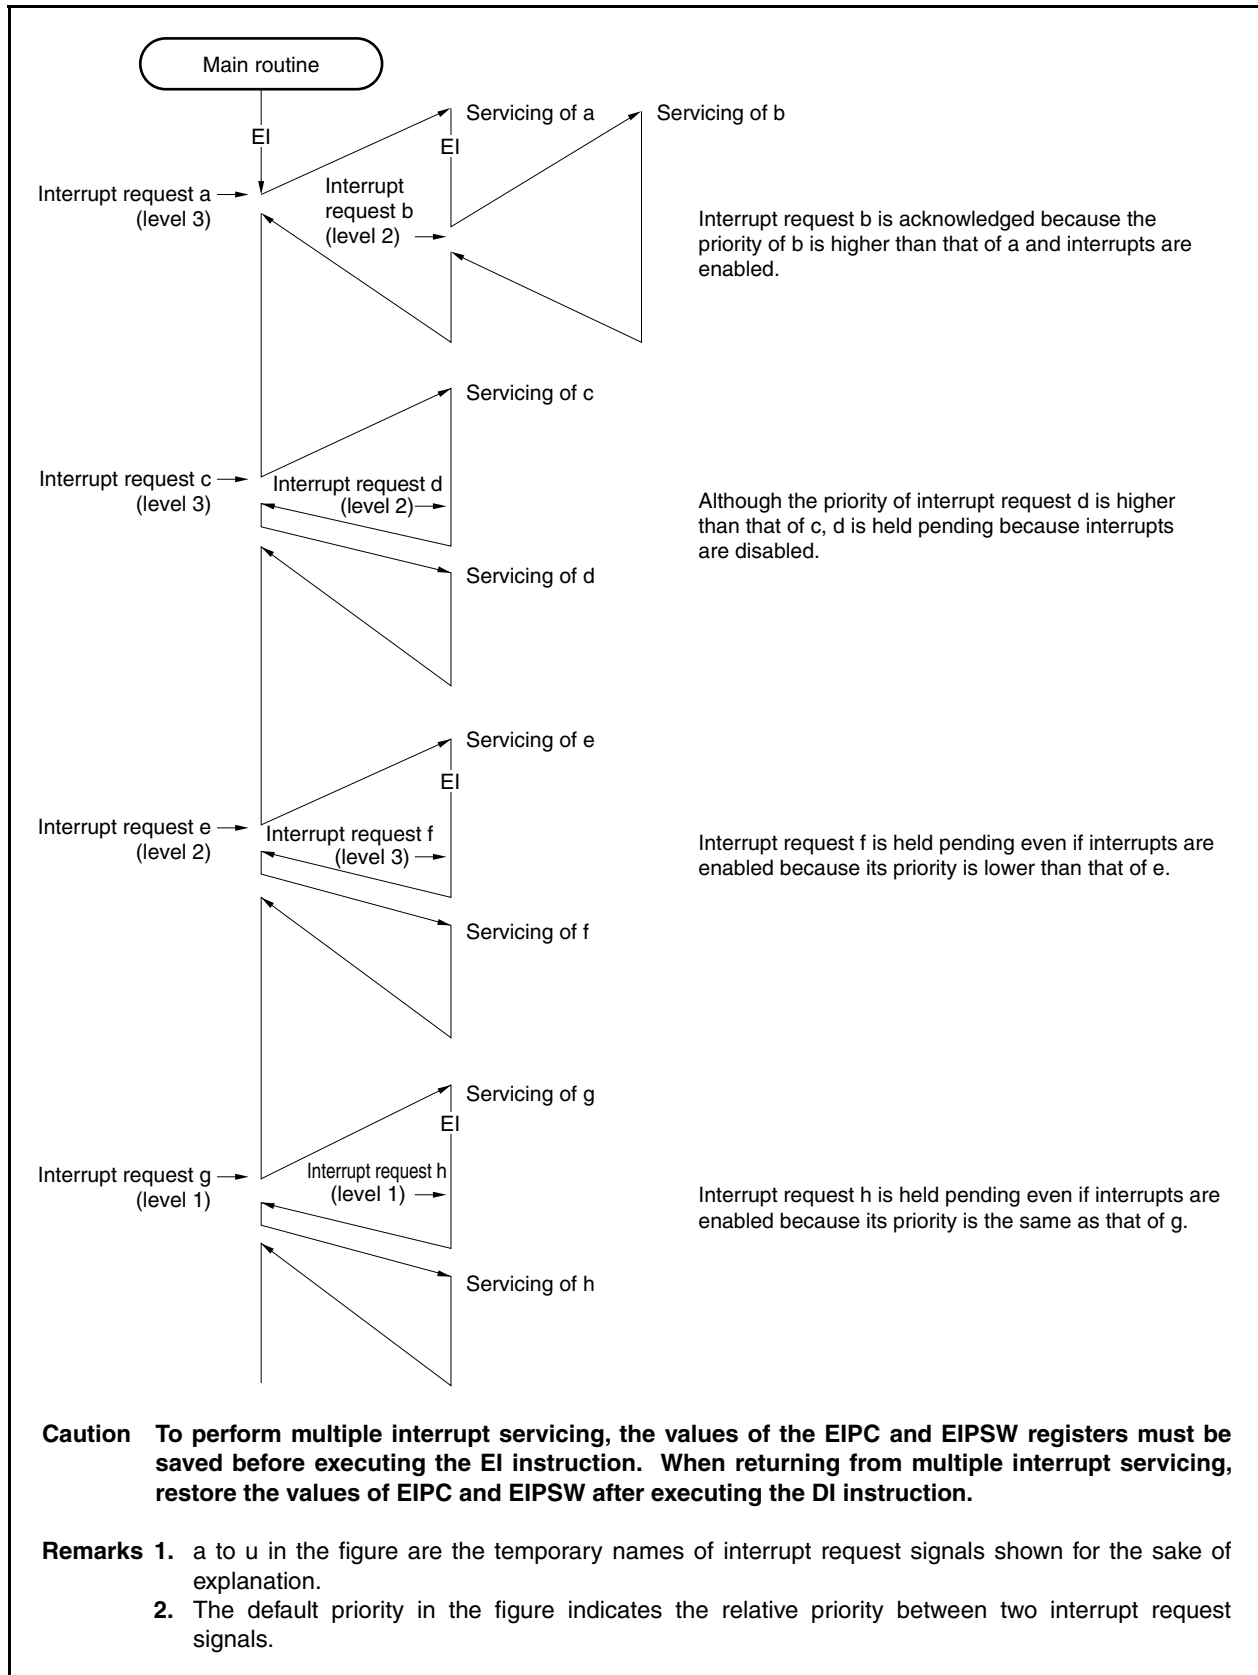 Main routine
EI
Servicing of a
Servicing of b
EI
Interrupt request a
(level 3)
Interrupt
request b
(level 2)
Interrupt request b is acknowledged because the
priority of b is higher than that of a and interrupts are
enabled.
Servicing of c
Interrupt request c
(level 3)
Interrupt request d
(level 2)
Although the priority of interrupt request d is higher
than that of c, d is held pending because interrupts
are disabled.
Servicing of d
Servicing of e
EI
Interrupt request e
(level 2)
Interrupt request f
(level 3)
Interrupt request f is held pending even if interrupts are
enabled because its priority is lower than that of e.
Servicing of f
Servicing of g
EI
Interrupt request g
(level 1)
Interrupt request h
(level 1)
Interrupt request h is held pending even if interrupts are
enabled because its priority is the same as that of g.
Servicing of h
Caution To perform multiple interrupt servicing, the values of the EIPC and EIPSW registers must be
saved before executing the EI instruction. When returning from multiple interrupt servicing,
restore the values of EIPC and EIPSW after executing the DI instruction.
Remarks 1. a to u in the figure are the temporary names of interrupt request signals shown for the sake of
explanation.
2. The default priority in the figure indicates the relative priority between two interrupt request
signals.